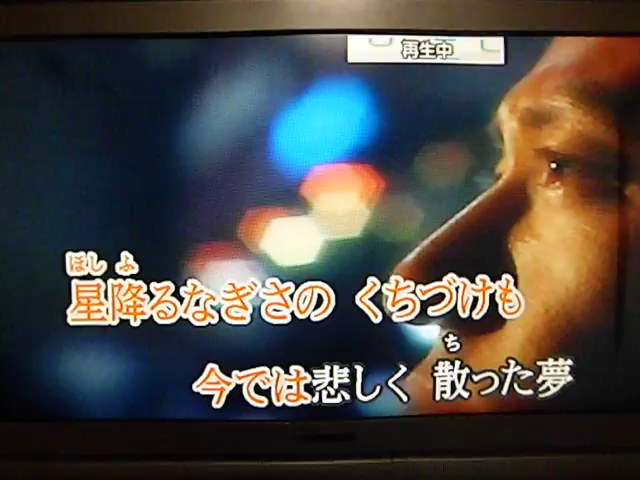 再生中
ほし ふ
星降るなぎさの くちづけも
ち
今では悲しく 散った夢